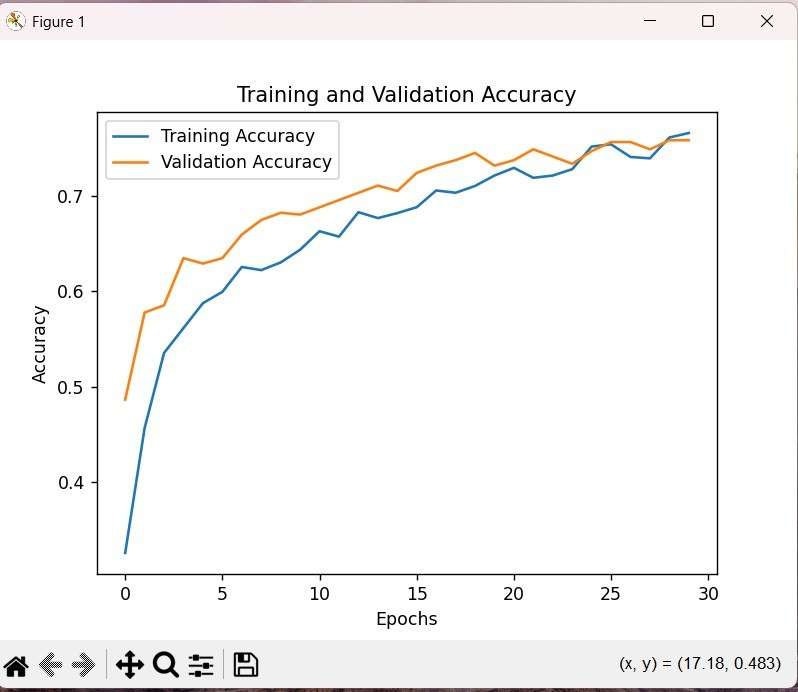 Figure 1
Training and Validation Accuracy
Training Accuracy
Validation Accuracy
0.7
0.6
0.5
0.4
Accuracy
0 5 10 15 20 25 30
Epochs
(x, y) = (17.18, 0.483)